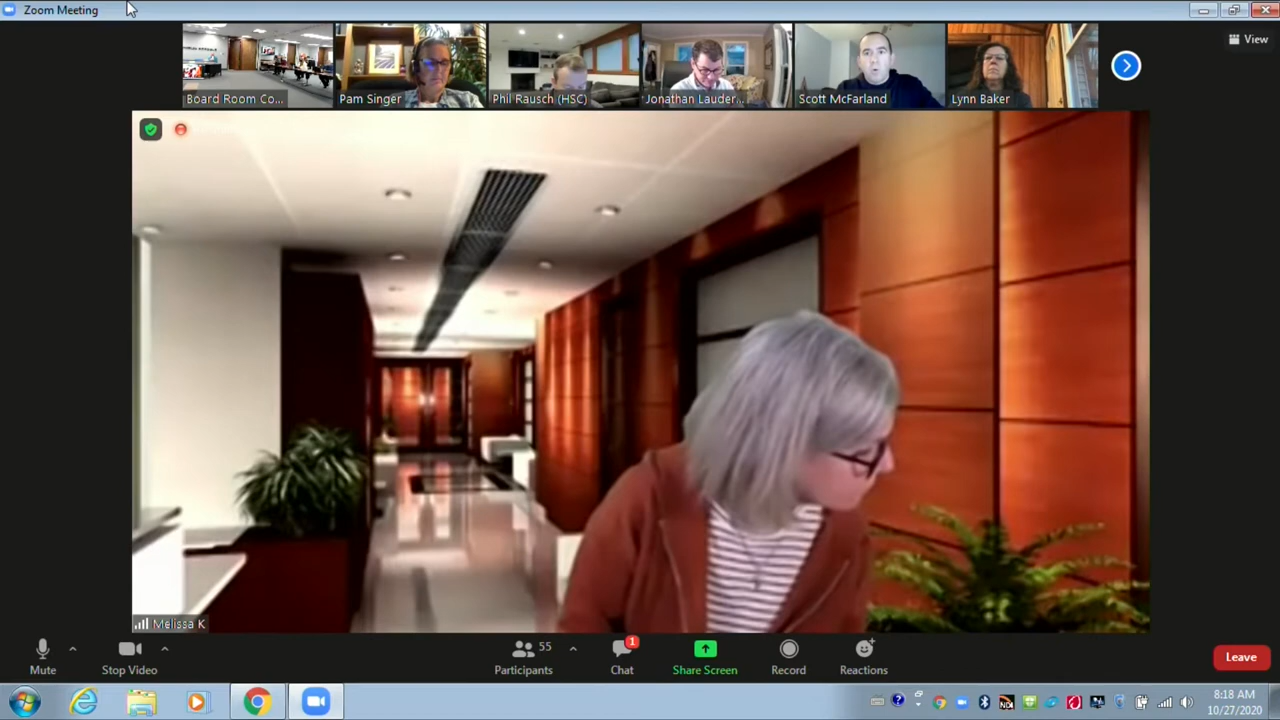 Zoom Meeting
View
Board Room Co...
Pam Singer
Phil Rausch (HSC)
Jonathan Lauder...
Scott McFarland
Lynn Baker
Melissa K
Mute
Stop Video
55
Participants
1
Chat
Share Screen
Record
Reactions
Leave
8:18 AM
10/27/2020